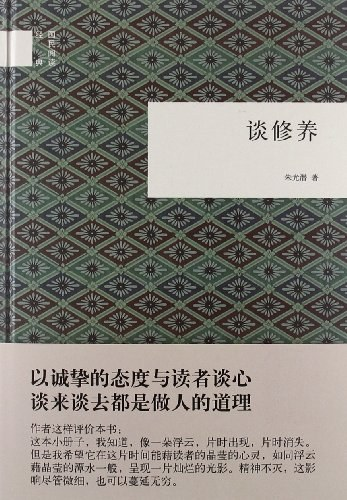 国民阅读
经典
谈修养
朱光潜 著
以诚挚的态度与读者谈心
谈来谈去都是做人的道理
作者这样评价本书：
这本小册子，我知道，像一朵浮云，片时出现，片时消失。
但是我希望它在这片时间能藉读者的晶莹的心灵，如同浮云
藉晶莹的潭水一般，呈现一片灿烂的光影。精神不灭，这番
影响尽管微细，也可以蔓延无穷。